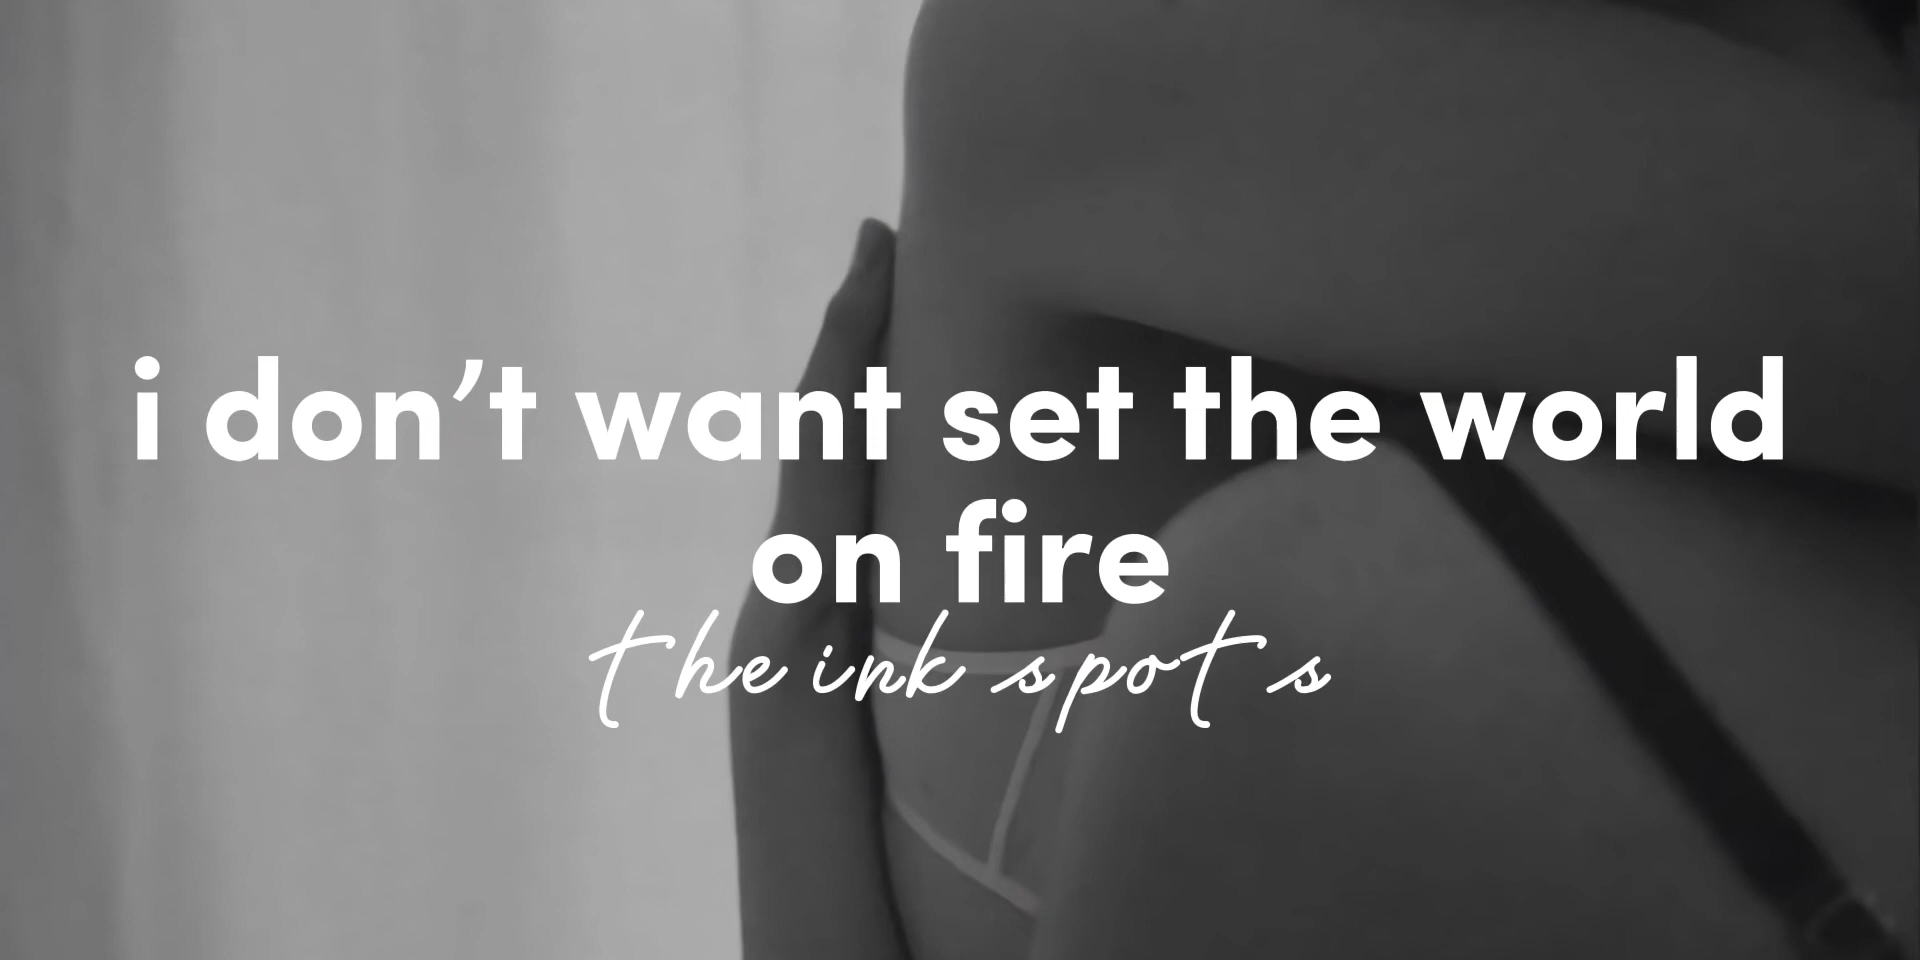 i don’t want set the world
on fire
the ink spots